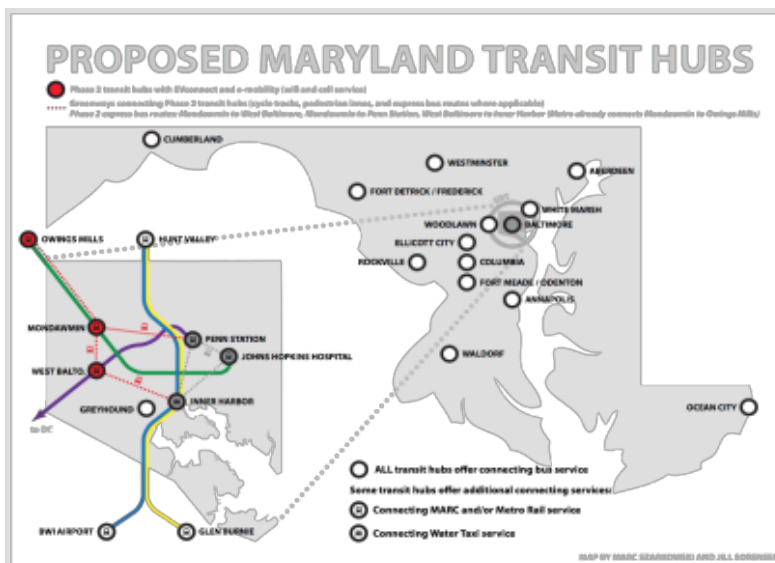 PROPOSED MARYLAND TRANSIT HUBS
Phase 2 transit hubs with EVconnect and e-mobility (wifi and cell service)
Greenways connecting Phase 2 transit hubs (cycle tracks, pedestrian lanes, and express bus routes where applicable)
Phase 2 express bus routes: Mondawmin to West Baltimore, Mondawmin to Penn Station, West Baltimore to Inner Harbor (Metro already connects Mondawmin to Owings Mills)
CUMBERLAND
WESTMINSTER
ABERDEEN
FORT DETRICK / FREDERICK
WHITE MARSH
WOODLAWN
BALTIMORE
OWINGS MILLS
HUNT VALLEY
ELLICOTT CITY
ROCKVILLE
COLUMBIA
FORT MEADE / ODENTON
ANNAPOLIS
MONDAWMIN
PENN STATION
JOHNS HOPKINS HOSPITAL
WALDORF
WEST BALTO.
GREYHOUND
INNER HARBOR
OCEAN CITY
to DC
ALL transit hubs offer connecting bus service
Some transit hubs offer additional connecting services:
Connecting MARC and/or Metro Rail service
BWI AIRPORT
GLEN BURNIE
Connecting Water Taxi service
MAP BY MARC SZARKOWSKI AND JILL SORENSEN